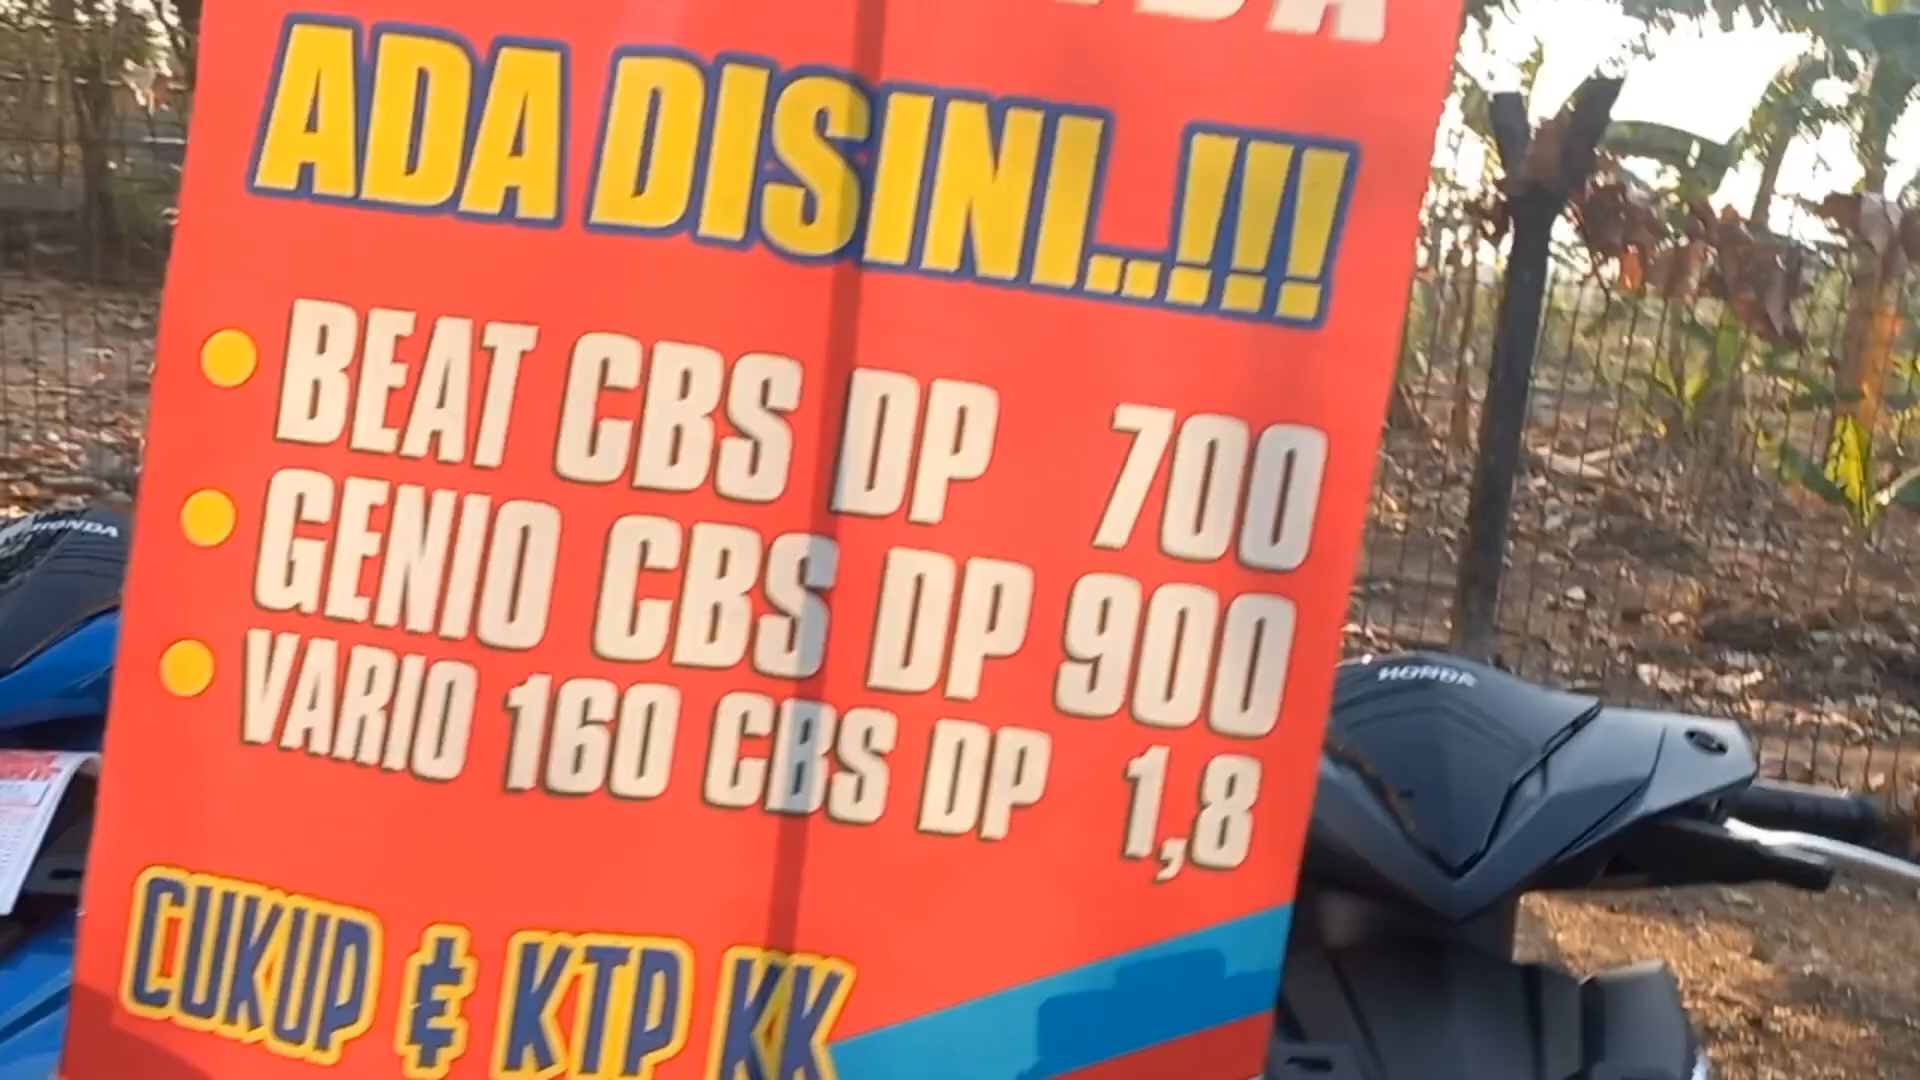 ADA DISINI..!!!
BEAT CBS DP 700
GENIO CBS DP 900
VARIO 160 CBS DP 1,8
CUKUP & KTP KK
HONDA
HONDA